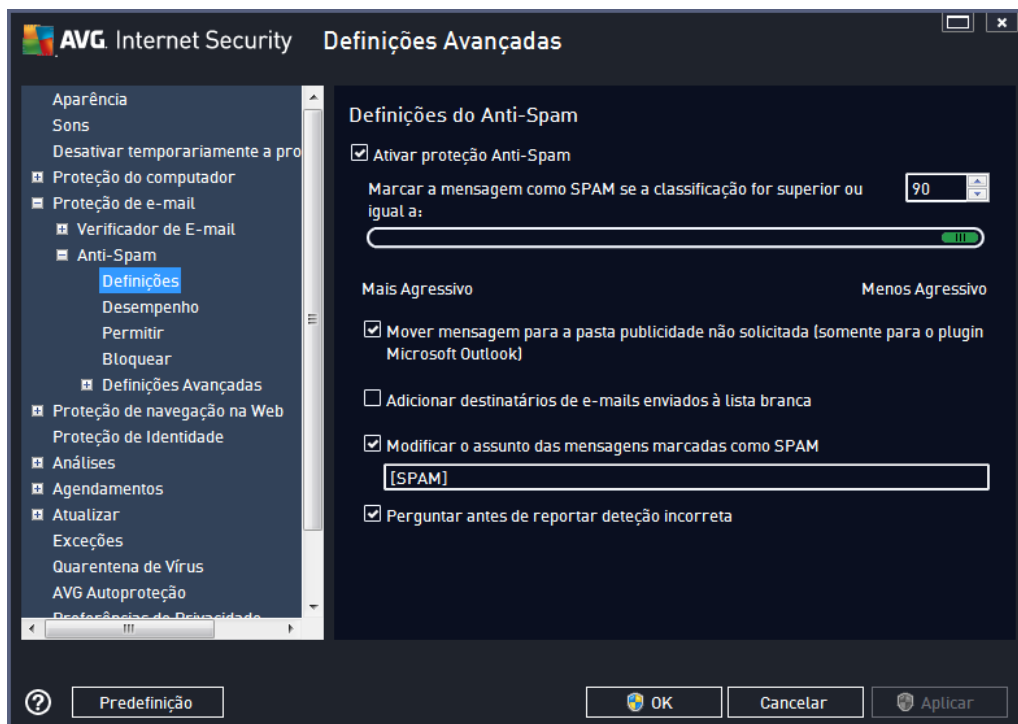 AVG. Internet Security
Definições Avançadas
Aparência
Sons
Desativar temporariamente a pro
Proteção do computador
Proteção de e-mail
Verificador de E-mail
Anti-Spam
Definições
Desempenho
Permitir
Bloquear
Definições Avançadas
Proteção de navegação na Web
Proteção de Identidade
Análises
Agendamentos
Atualizar
Exceções
Quarentena de Vírus
AVG Autoproteção
Preferências de Privacidade
Definições do Anti-Spam
Ativar proteção Anti-Spam
Marcar a mensagem como SPAM se a classificação for superior ou
igual a:
90
Mais Agressivo
Menos Agressivo
Mover mensagem para a pasta publicidade não solicitada (somente para o plugin
Microsoft Outlook)
Adicionar destinatários de e-mails enviados à lista branca
Modificar o assunto das mensagens marcadas como SPAM
[SPAM]
Perguntar antes de reportar deteção incorreta
Predefinição
OK
Cancelar
Aplicar